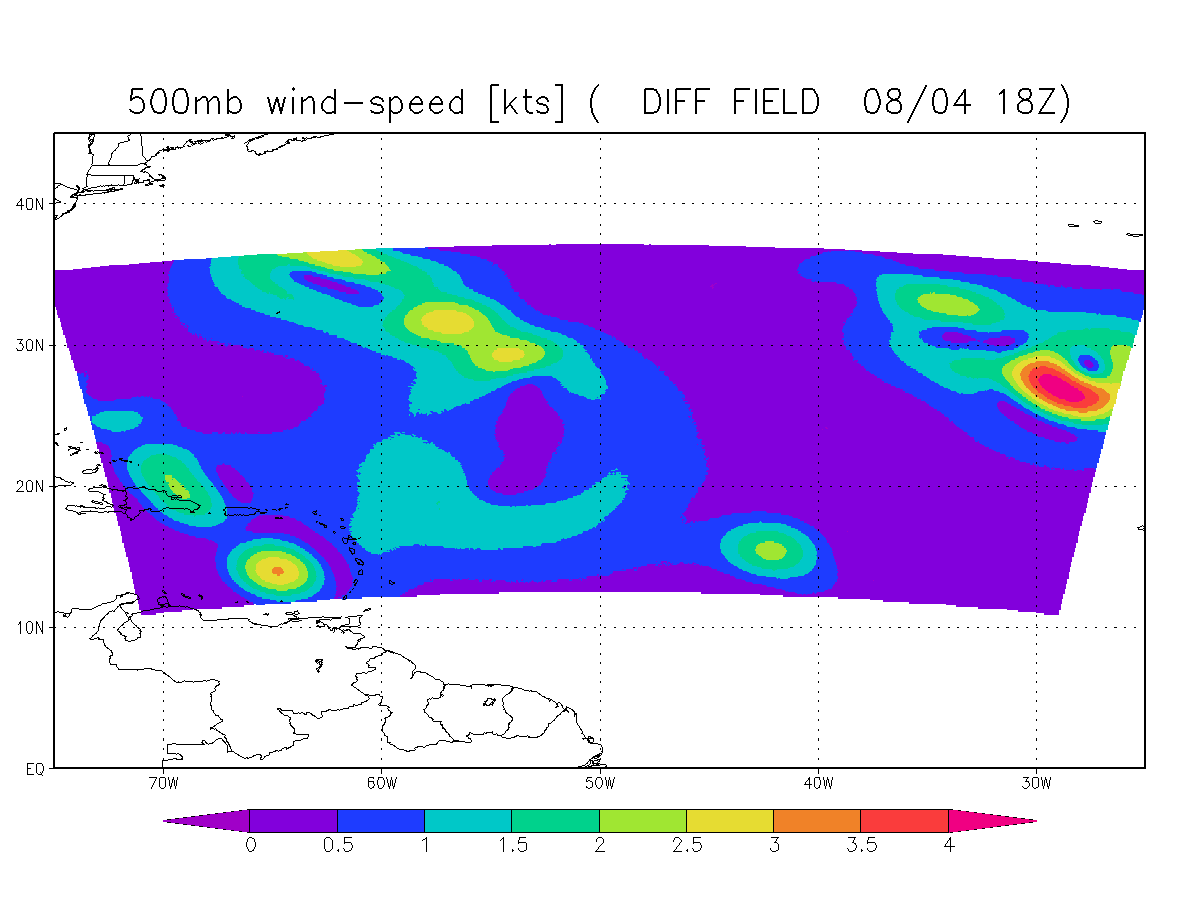 500mb wind-speed [kts] ( DIFF FIELD 08/04 18Z)
40N
30N
20N
10N
EQ
70W 60W 50W 40W 30W
0 0.5 1 1.5 2 2.5 3 3.5 4